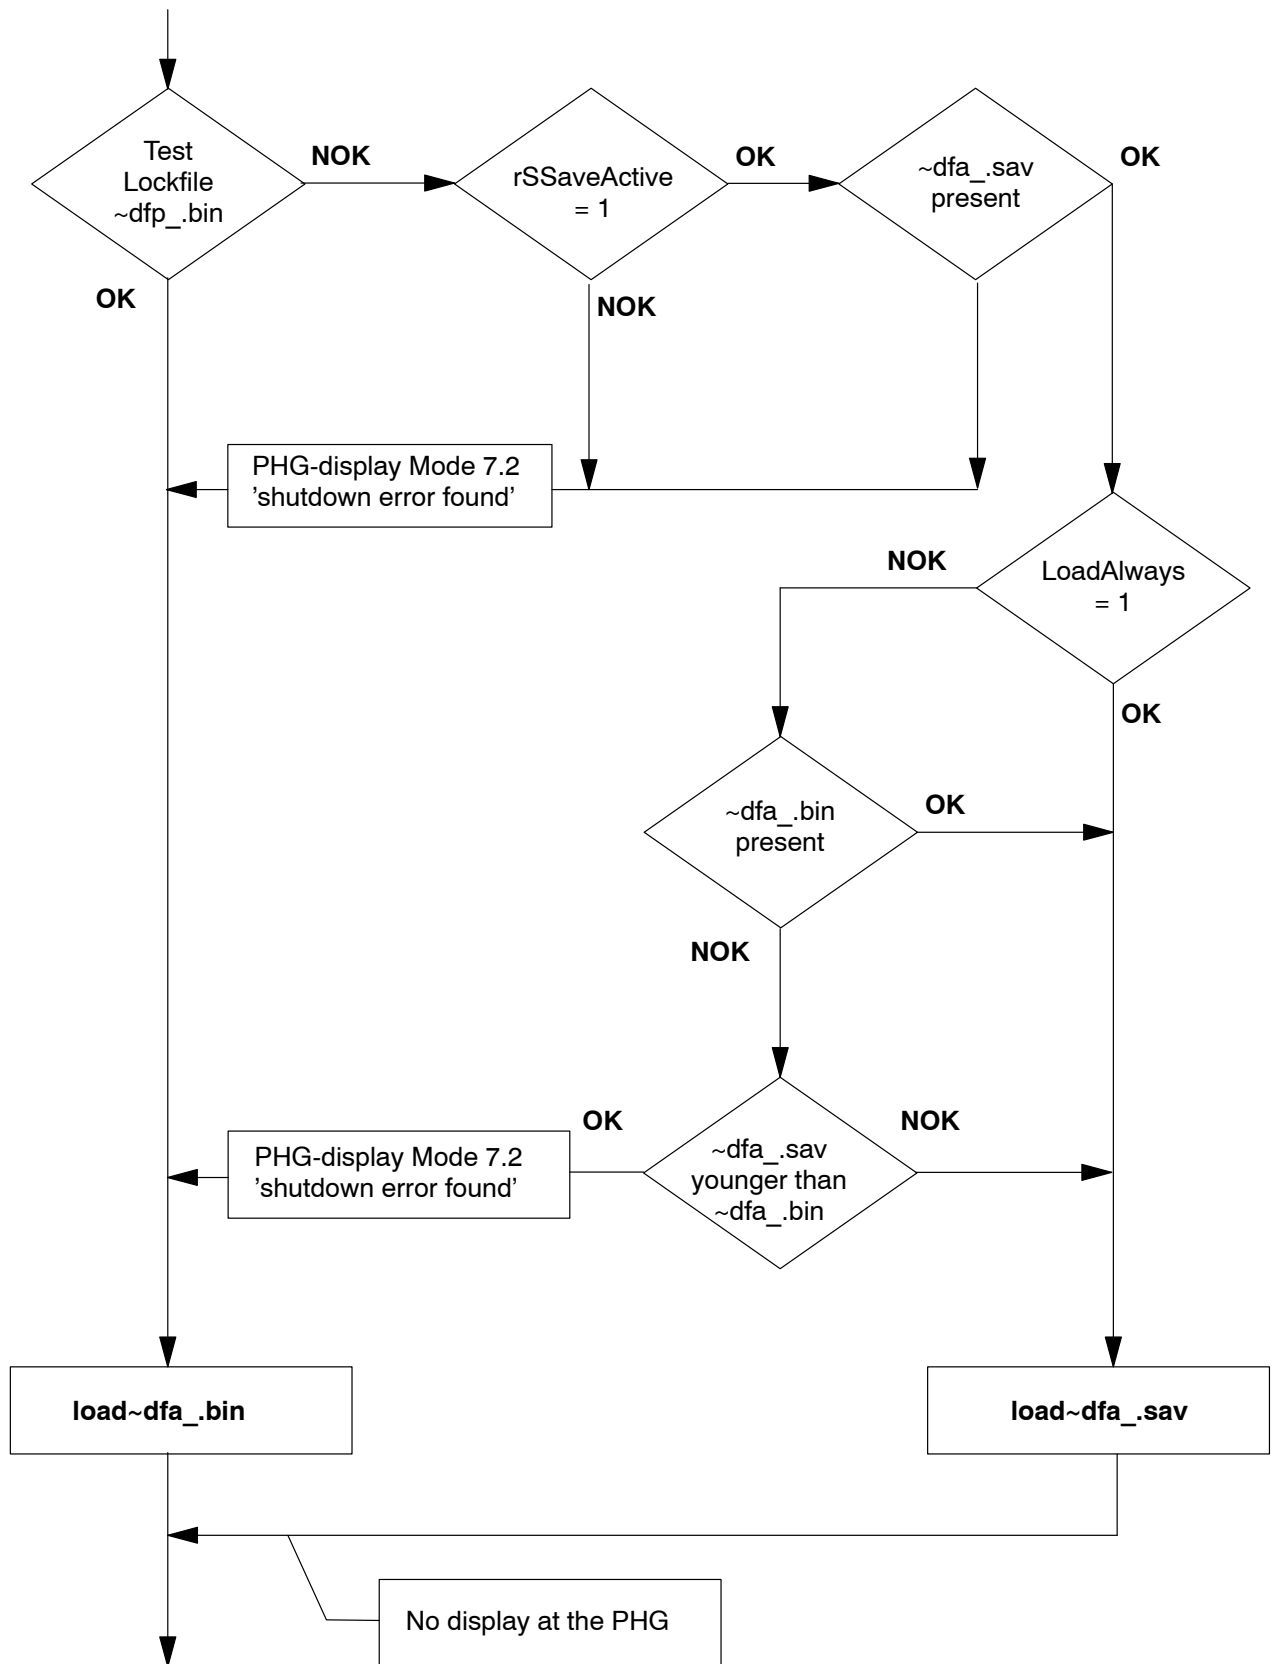 Test
Lockfile
~dfp_.bin
NOK
rSSaveActive
= 1
OK
~dfa_.sav
present
OK
OK
NOK
PHG-display Mode 7.2
’shutdown error found’
NOK
LoadAlways
= 1
OK
~dfa_.bin
present
OK
NOK
OK
NOK
~dfa_.sav
younger than
~dfa_.bin
PHG-display Mode 7.2
’shutdown error found’
load~dfa_.bin
load~dfa_.sav
No display at the PHG